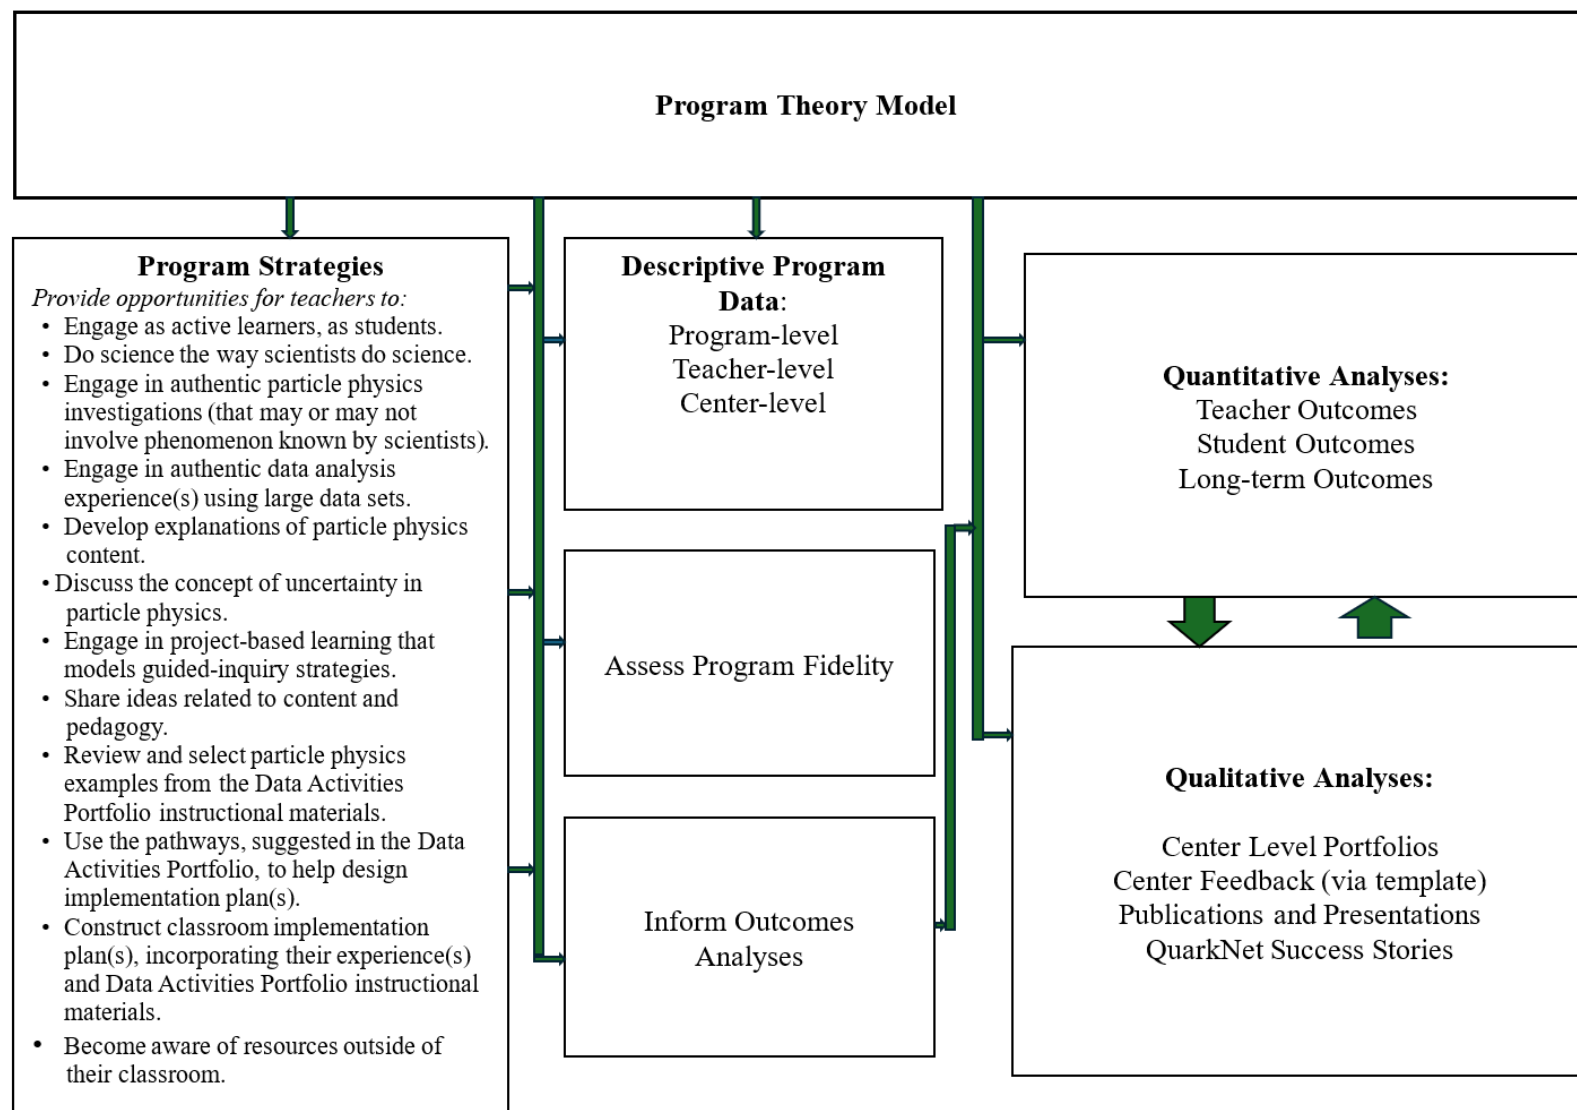 Program Theory Model
Program Strategies
Provide opportunities for teachers to:
• Engage as active learners, as students.
• Do science the way scientists do science.
• Engage in authentic particle physics
investigations (that may or may not
involve phenomenon known by scientists).
• Engage in authentic data analysis
experience(s) using large data sets.
• Develop explanations of particle physics
content.
• Discuss the concept of uncertainty in
particle physics.
• Engage in project-based learning that
models guided-inquiry strategies.
• Share ideas related to content and
pedagogy.
• Review and select particle physics
examples from the Data Activities
Portfolio instructional materials.
• Use the pathways, suggested in the Data
Activities Portfolio, to help design
implementation plan(s).
• Construct classroom implementation
plan(s), incorporating their experience(s)
and Data Activities Portfolio instructional
materials.
• Become aware of resources outside of
their classroom.
Descriptive Program
Data:
Program-level
Teacher-level
Center-level
Assess Program Fidelity
Inform Outcomes
Analyses
Quantitative Analyses:
Teacher Outcomes
Student Outcomes
Long-term Outcomes
Qualitative Analyses:
Center Level Portfolios
Center Feedback (via template)
Publications and Presentations
QuarkNet Success Stories